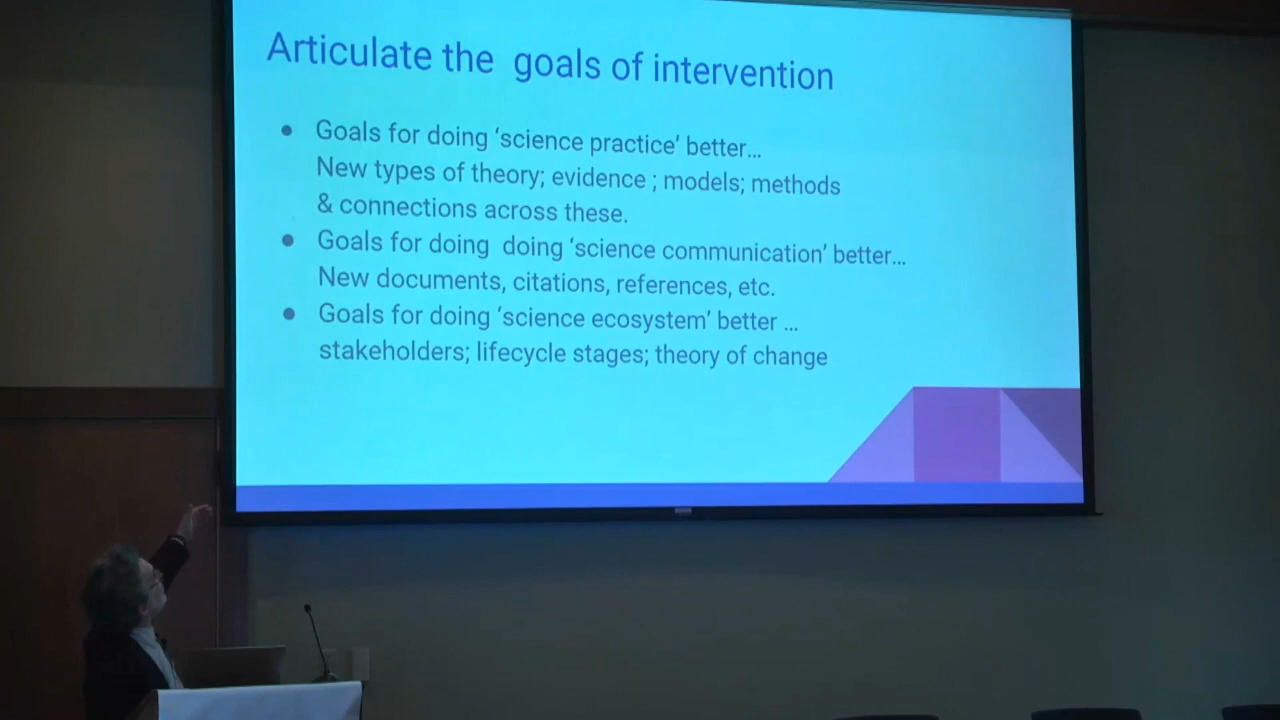 Articulate the goals of intervention
Goals for doing ‘science practice’ better…
New types of theory; evidence ; models; methods
& connections across these.
Goals for doing doing ‘science communication’ better…
New documents, citations, references, etc.
Goals for doing ‘science ecosystem’ better …
stakeholders; lifecycle stages; theory of change